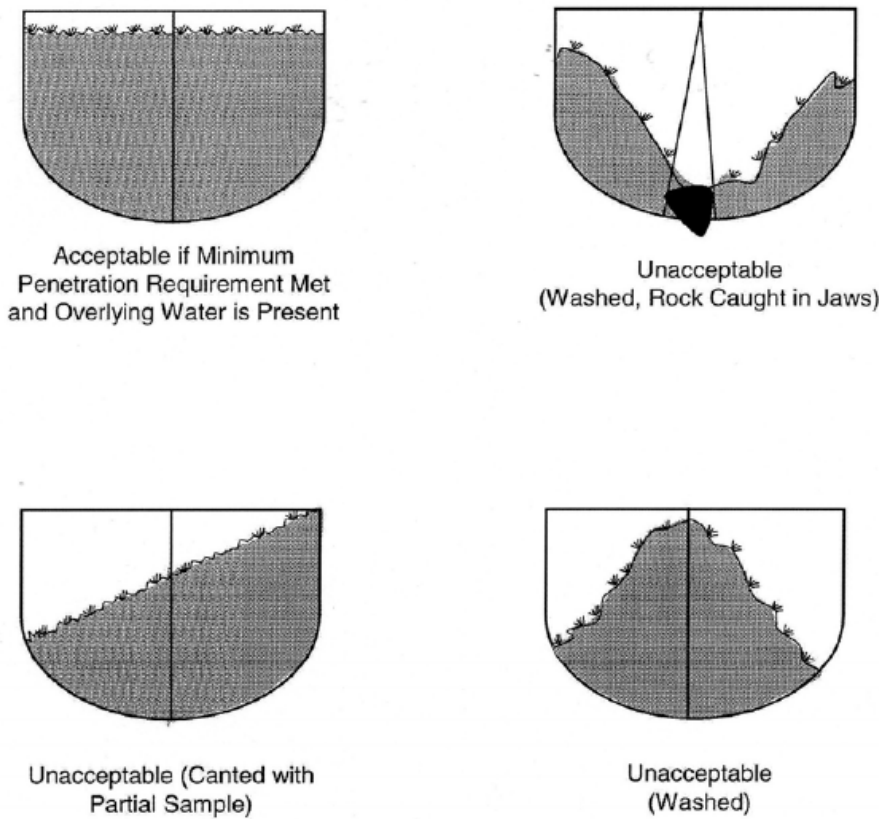 Acceptable if Minimum
Penetration Requirement Met
and Overlying Water is Present
Unacceptable
(Washed, Rock Caught in Jaws)
Unacceptable (Canted with
Partial Sample)
Unacceptable
(Washed)